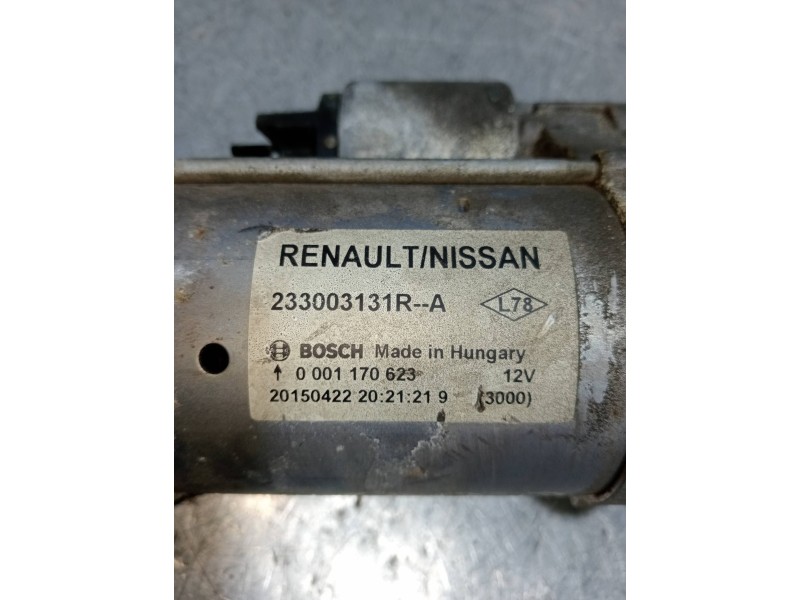 RENAULT/NISSAN
233003131R--A L78
BOSCH Made in Hungary
↑ 0 001 170 623 12V
20150422 20:21:21 9 (3000)